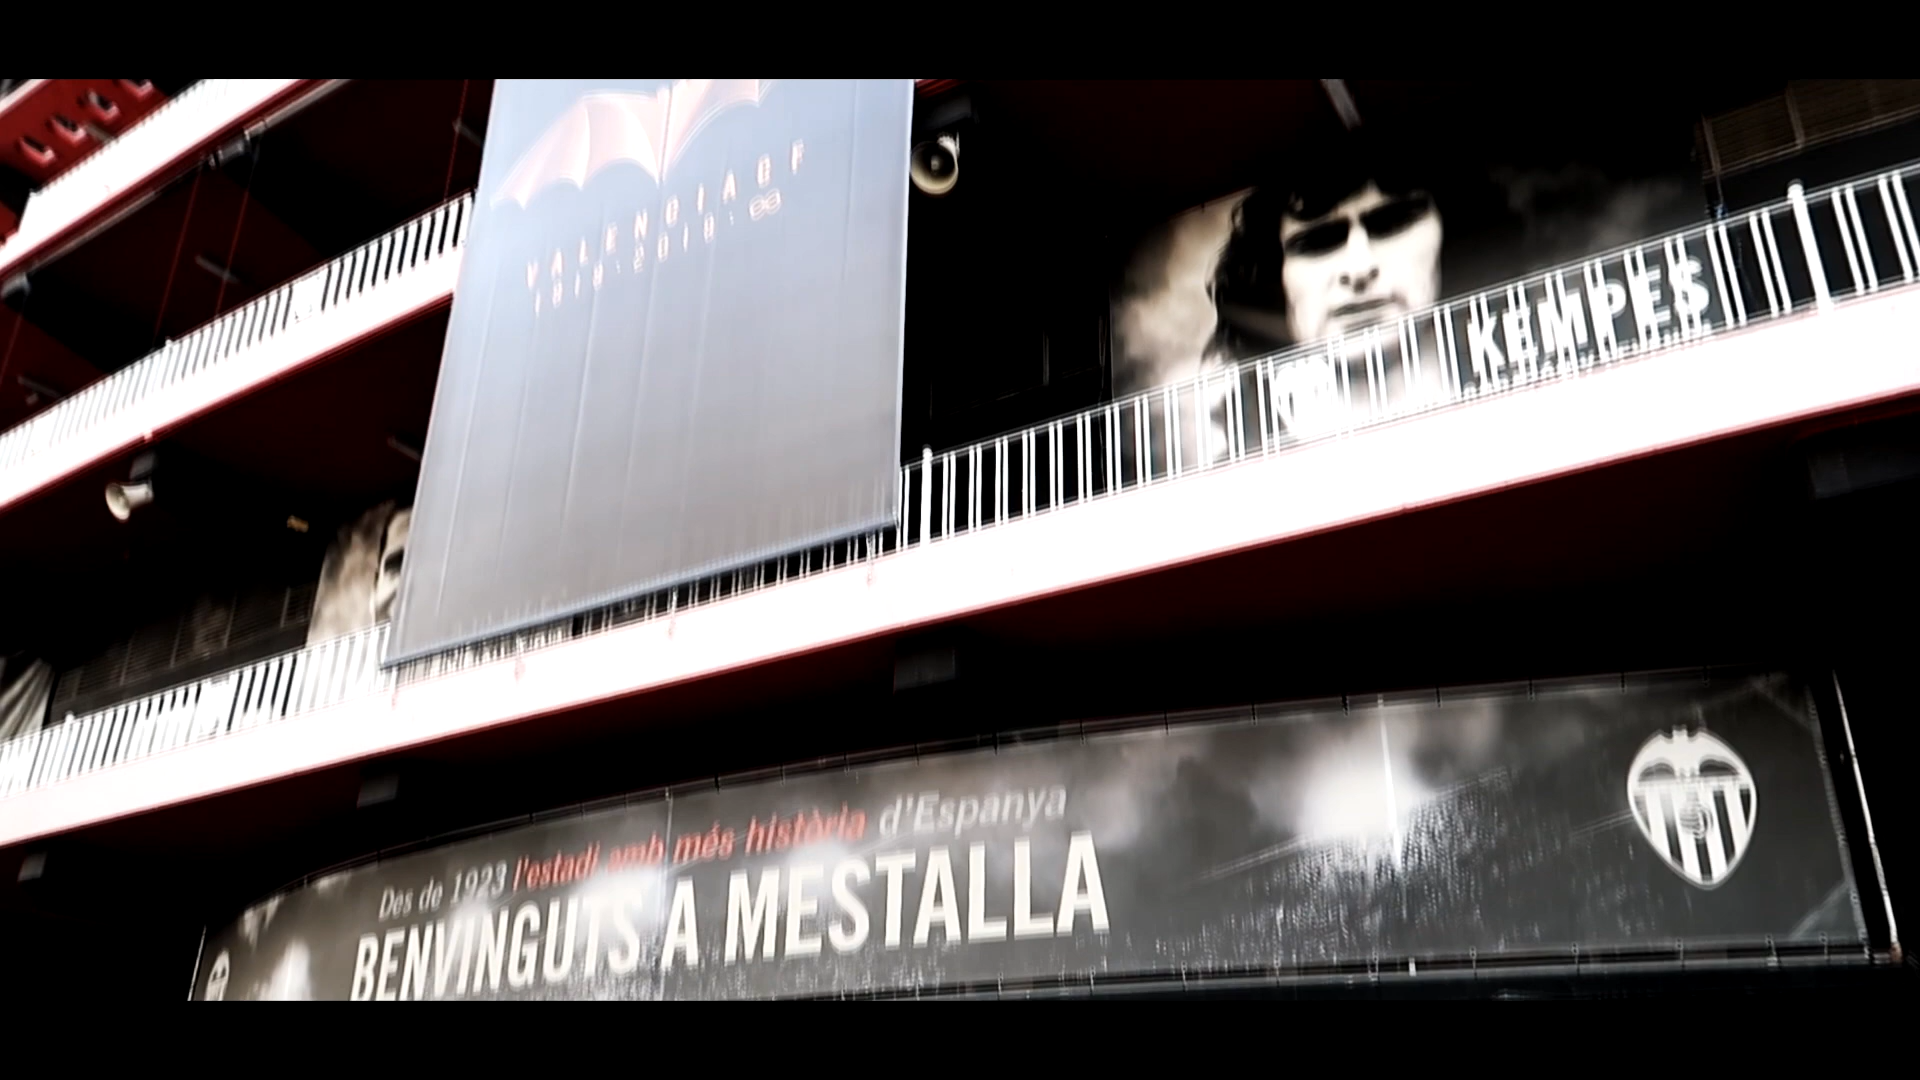 VALENCIA CF
1919·2019·∞
KEMPES
Des de 1923 l'estadi amb més història d'Espanya
BENVINGUTS A MESTALLA